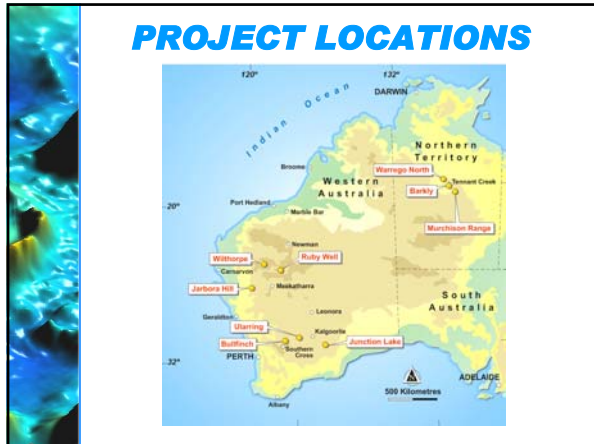 PROJECT LOCATIONS
120°
132°
DARWIN
Indian Ocean
Northern
Territory
Broome
Warrego North
Tennant Creek
Western
Australia
Barkly
20°
Port Hedland
Marble Bar
Murchison Range
Newman
Wilthorpe
Ruby Well
Carnarvon
Jarbora Hill
Meekatharra
South
Australia
Leonora
Geraldton
Ularring
Kalgoorlie
Bullfinch
Junction Lake
Southern
Cross
PERTH
32°
ADELAIDE
500 Kilometres
Albany